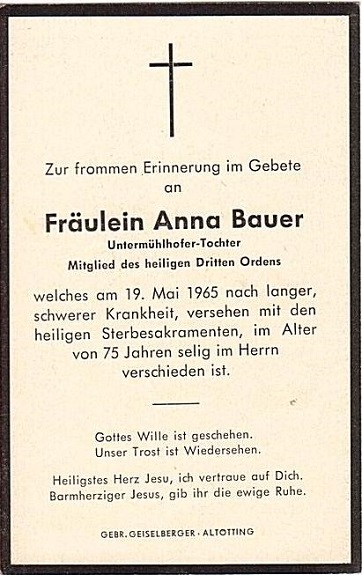 Zur frommen Erinnerung im Gebete
an
Fräulein Anna Bauer
Untermühlhofer-Tochter
Mitglied des heiligen Dritten Ordens
welches am 19. Mai 1965 nach langer,
schwerer Krankheit, versehen mit den
heiligen Sterbesakramenten, im Alter
von 75 Jahren selig im Herrn
verschieden ist.
Gottes Wille ist geschehen.
Unser Trost ist Wiedersehen.
Heiligstes Herz Jesu, ich vertraue auf Dich.
Barmherziger Jesus, gib ihr die ewige Ruhe.
GEBR. GEISELBERGER · ALTOTTING